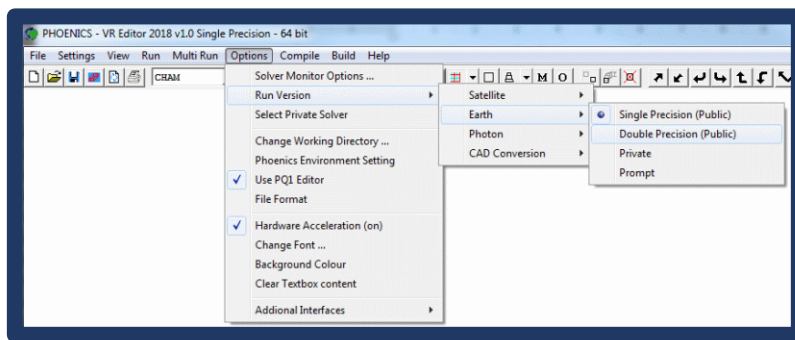 PHOENICS - VR Editor 2018 v1.0 Single Precision - 64 bit
File Settings View Run Multi Run Options Compile Build Help
CHAM A M O
Solver Monitor Options ...
Run Version
Select Private Solver
Change Working Directory ...
Phoenics Environment Setting
Use PQ1 Editor
File Format
Hardware Acceleration (on)
Change Font ...
Background Colour
Clear Textbox content
Addional Interfaces
Satellite
Earth
Photon
CAD Conversion
Single Precision (Public)
Double Precision (Public)
Private
Prompt